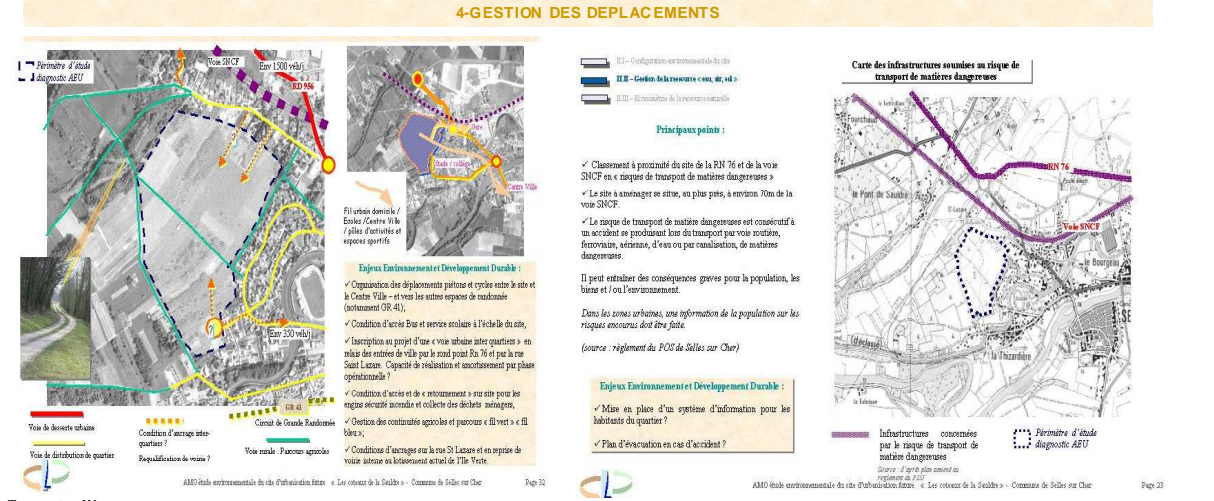 4-GESTION DES DEPLACEMENTS
Périmètre d'étude
diagnostic AEU
Voie SNCF
Env 1500 véh/j
RD 956
Gare
Stade / collège
Centre Ville
Fil urbain domicile /
Ecoles /Centre Ville
/ pôles d'activités et
espaces sportifs
?
Env 350 véh/j
GR 41
Voie de desserte urbaine
Voie de distribution de quartier
Condition d'ancrage inter-
quartiers ?
Requalification de voirie ?
Circuit de Grande Randonnée
Voie rurale : Parcours agricoles
Enjeux Environnement et Développement Durable :
✓ Organisation des déplacements piétons et cycles entre le site et
le Centre Ville – et vers les autres espaces de randonnée
(notamment GR 41);
✓ Condition d'accès Bus et service scolaire à l'échelle du site,
✓ Inscription au projet d'une « voie urbaine inter quartiers » en
relais des entrées de ville par le rond point Rn 76 et par la rue
Saint Lazare. Capacité de réalisation et amortissement par phase
opérationnelle ?
✓ Condition d'accès et de « retournement » sur site pour les
engins sécurité incendie et collecte des déchets ménagers,
✓ Gestion des continuités agricoles et parcours « fil vert » « fil
bleu »;
✓ Conditions d'ancrages sur la rue St Lazare et en reprise de
voirie interne au lotissement actuel de l'Ile Verte.
AMO étude environnementale du site d'urbanisation future « Les coteaux de la Sauldre » - Commune de Selles sur Cher Page 32
II.I – Configuration environnementale du site
II.II – Gestion de la ressource « eau, air, sol »
II.III – Econométrie de la ressource naturelle
Principaux points :
✓ Classement à proximité du site de la RN 76 et de la voie
SNCF en « risques de transport de matières dangereuses »
✓ Le site à aménager se situe, au plus près, à environ 70m de la
voie SNCF.
✓ Le risque de transport de matière dangereuses est consécutif à
un accident se produisant lors du transport par voie routière,
ferroviaire, aérienne, d'eau ou par canalisation, de matières
dangereuses.
Il peut entraîner des conséquences graves pour la population, les
biens et / ou l'environnement.
Dans les zones urbaines, une information de la population sur les
risques encourus doit être faite.
(source : règlement du POS de Selles sur Cher)
Enjeux Environnement et Développement Durable :
✓ Mise en place d'un système d'information pour les
habitants du quartier ?
✓ Plan d'évacuation en cas d'accident ?
Carte des infrastructures soumises au risque de
transport de matières dangereuses
Fourchaud
RN 76
le Pont de Sauldre
St-Lazare
Voie SNCF
le Bourgeau
SE
la Thizardière
la fabrique
Infrastructures concernées
par le risque de transport de
matière dangereuses
Source : d'après plan annexé au
règlement du PLU
Périmètre d'étude
diagnostic AEU
AMO étude environnementale du site d'urbanisation future « Les coteaux de la Sauldre » - Commune de Selles sur Cher Page 23